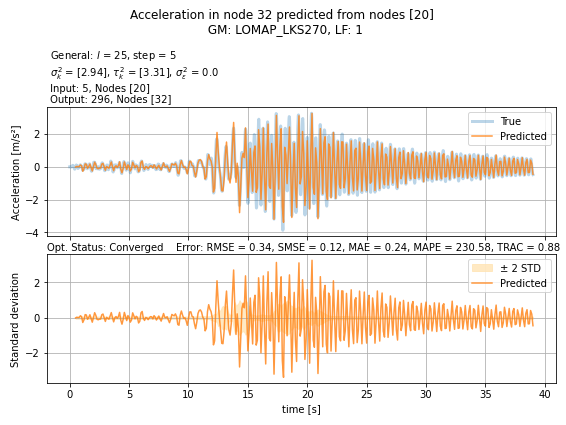 Acceleration in node 32 predicted from nodes [20]
GM: LOMAP_LKS270, LF: 1
General: l = 25, step = 5
σ²ₖ = [2.94], τ²ₖ = [3.31], σ²ε = 0.0
Input: 5, Nodes [20]
Output: 296, Nodes [32]
Acceleration [m/s²]
2
0
−2
−4
True
Predicted
Opt. Status: Converged Error: RMSE = 0.34, SMSE = 0.12, MAE = 0.24, MAPE = 230.58, TRAC = 0.88
Standard deviation
2
0
−2
± 2 STD
Predicted
0 5 10 15 20 25 30 35 40
time [s]